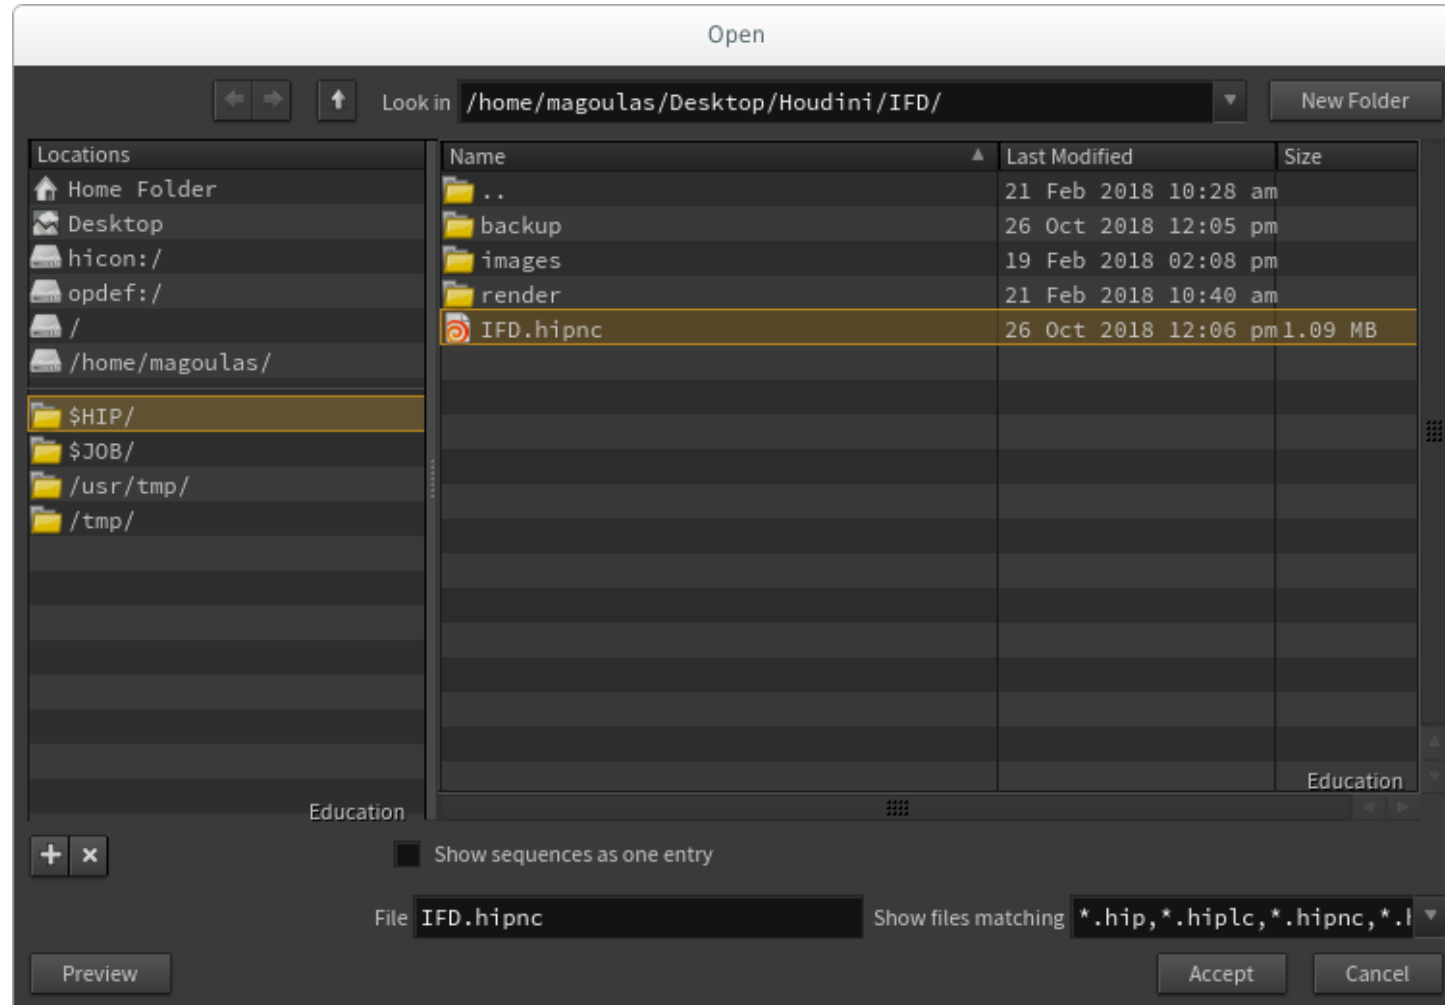 Open
Look in /home/magoulas/Desktop/Houdini/IFD/ New Folder
Locations
Home Folder
Desktop
hicon:/
opdef:/
/
/home/magoulas/
$HIP/
$JOB/
/usr/tmp/
/tmp/
Education
Name Last Modified Size
.. 21 Feb 2018 10:28 am
backup 26 Oct 2018 12:05 pm
images 19 Feb 2018 02:08 pm
render 21 Feb 2018 10:40 am
IFD.hipnc 26 Oct 2018 12:06 pm 1.09 MB
Education
Show sequences as one entry
File IFD.hipnc Show files matching *.hip,*.hiplc,*.hipnc,*.
Preview Accept Cancel